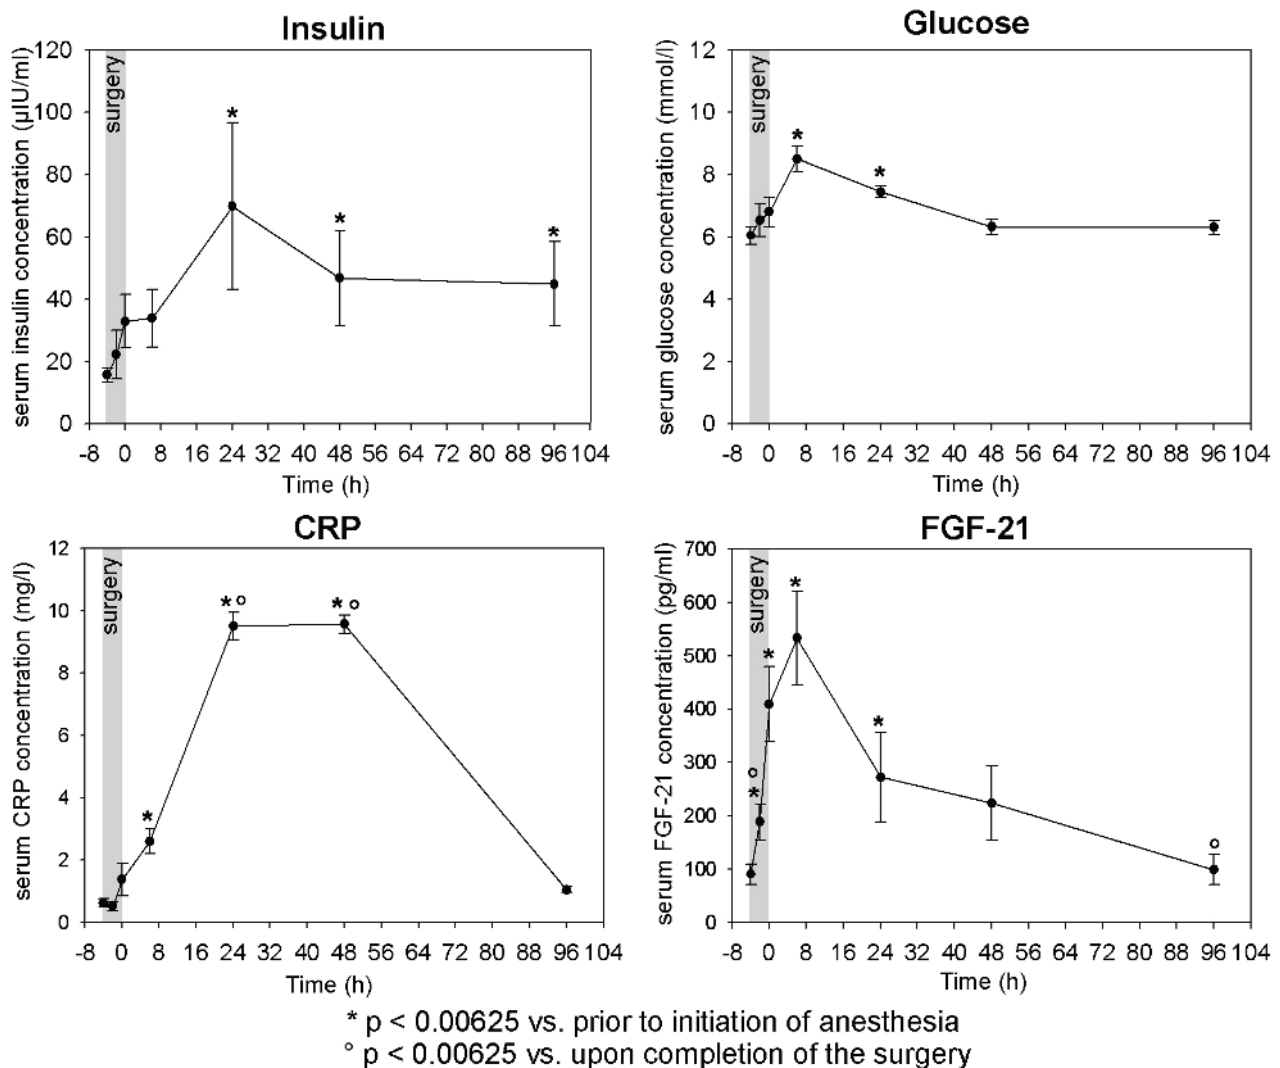 Insulin
serum insulin concentration (µIU/ml)
120
100
80
60
40
20
0
surgery
*
*
*
-8 0 8 16 24 32 40 48 56 64 72 80 88 96 104
Time (h)
Glucose
serum glucose concentration (mmol/l)
12
10
8
6
4
2
0
surgery
*
*
-8 0 8 16 24 32 40 48 56 64 72 80 88 96 104
Time (h)
CRP
serum CRP concentration (mg/l)
12
10
8
6
4
2
0
surgery
*
* °
* °
-8 0 8 16 24 32 40 48 56 64 72 80 88 96 104
Time (h)
FGF-21
serum FGF-21 concentration (pg/ml)
700
600
500
400
300
200
100
0
surgery
°
*
*
*
*
°
-8 0 8 16 24 32 40 48 56 64 72 80 88 96 104
Time (h)
* p < 0.00625 vs. prior to initiation of anesthesia
° p < 0.00625 vs. upon completion of the surgery